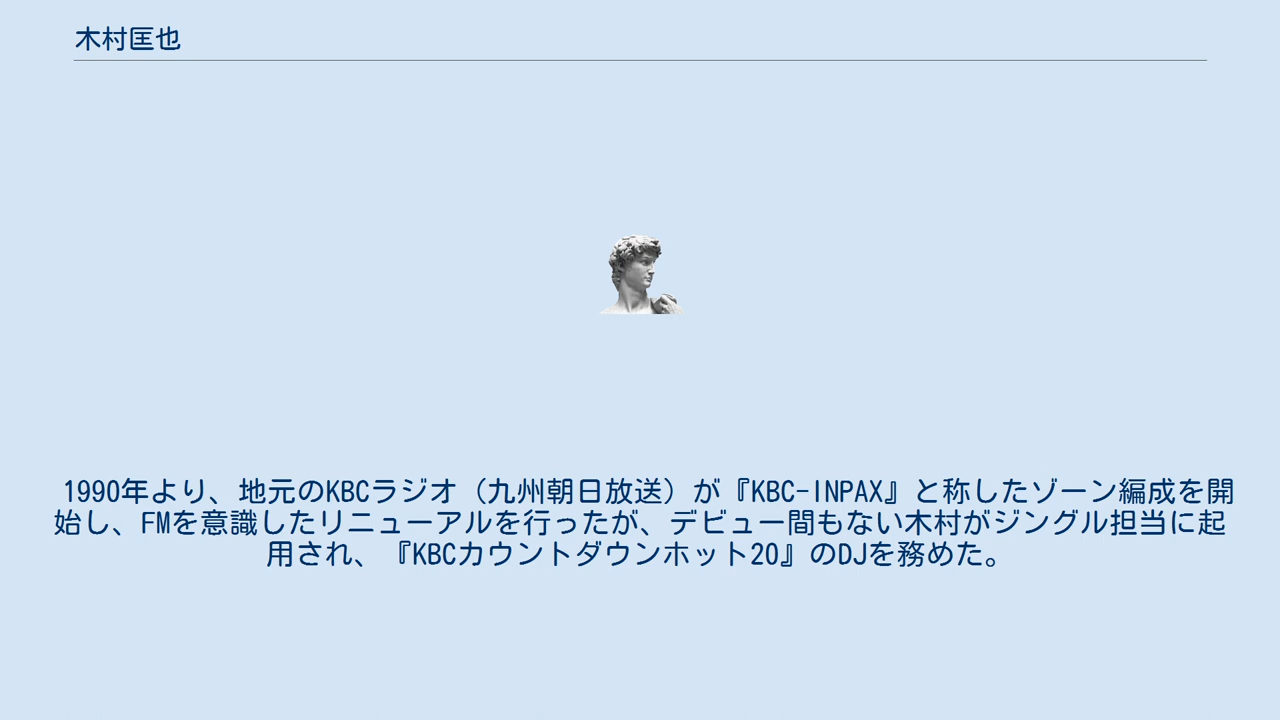 木村匡也
1990年より、地元のKBCラジオ（九州朝日放送）が『KBC-INPAX』と称したゾーン編成を開
始し、FMを意識したリニューアルを行ったが、デビュー間もない木村がジングル担当に起
用され、『KBCカウントダウンホット20』のDJを務めた。